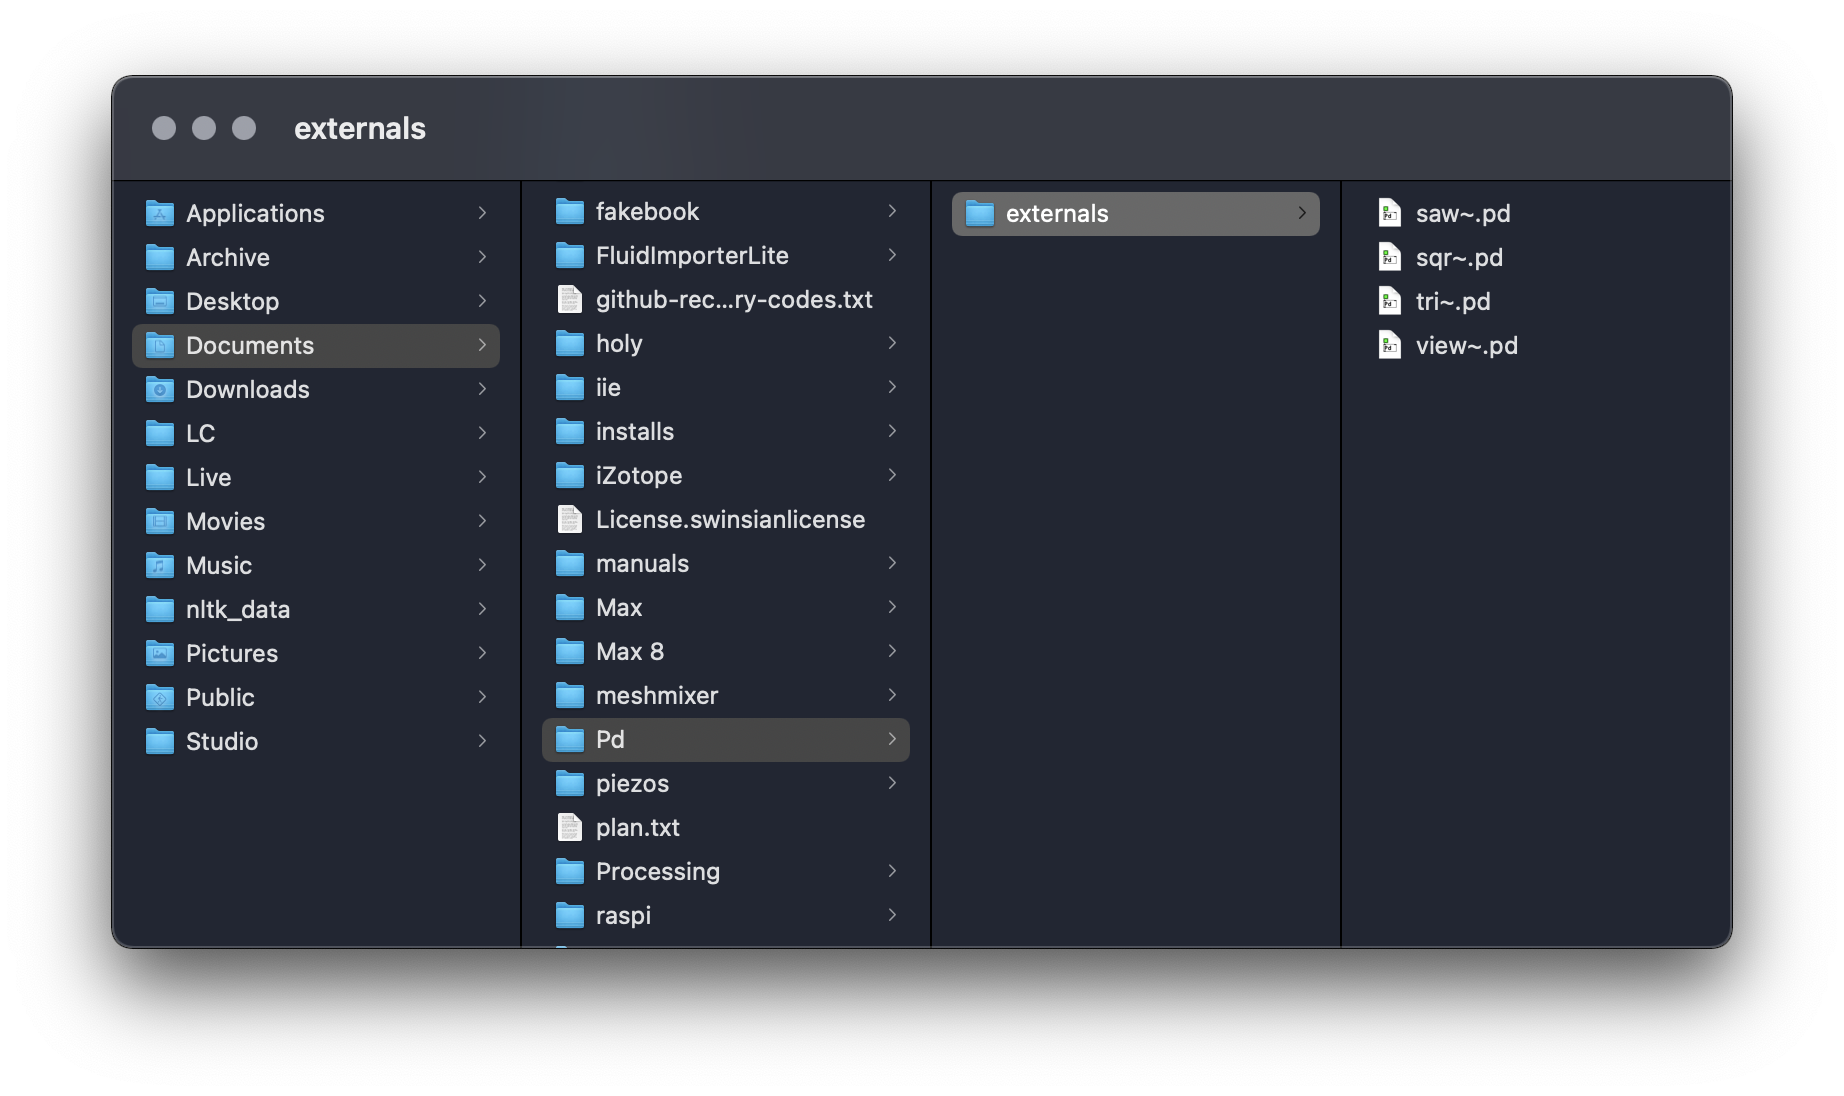 externals
Applications
Archive
Desktop
Documents
Downloads
LC
Live
Movies
Music
nltk_data
Pictures
Public
Studio
fakebook
FluidImporterLite
github-rec...ry-codes.txt
holy
iie
installs
iZotope
License.swinsianlicense
manuals
Max
Max 8
meshmixer
Pd
piezos
plan.txt
Processing
raspi
externals
saw~.pd
sqr~.pd
tri~.pd
view~.pd